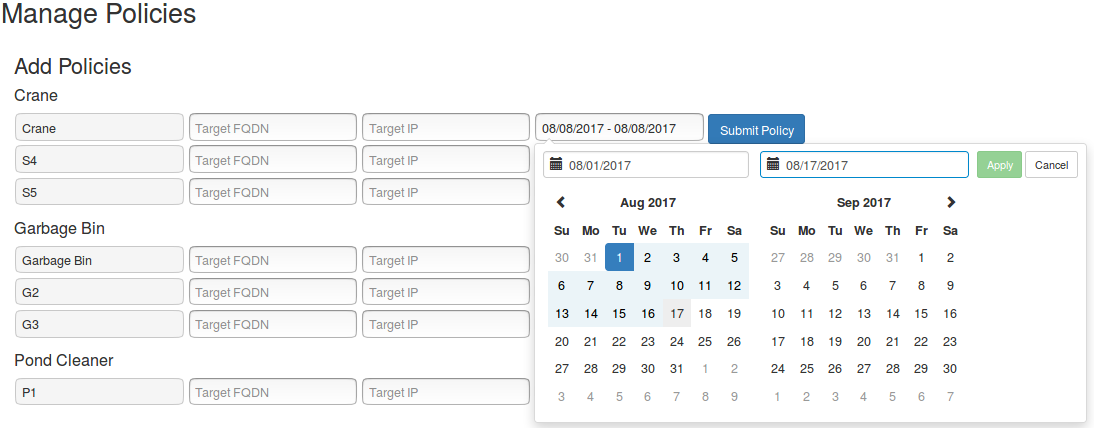 Manage Policies
Add Policies
Crane
Crane Target FQDN Target IP 08/08/2017 - 08/08/2017 Submit Policy
S4 Target FQDN Target IP
S5 Target FQDN Target IP
Garbage Bin
Garbage Bin Target FQDN Target IP
G2 Target FQDN Target IP
G3 Target FQDN Target IP
Pond Cleaner
P1 Target FQDN Target IP
08/01/2017 08/17/2017 Apply Cancel
Aug 2017
Su Mo Tu We Th Fr Sa
30 31 1 2 3 4 5
6 7 8 9 10 11 12
13 14 15 16 17 18 19
20 21 22 23 24 25 26
27 28 29 30 31 1 2
3 4 5 6 7 8 9
Sep 2017
Su Mo Tu We Th Fr Sa
27 28 29 30 31 1 2
3 4 5 6 7 8 9
10 11 12 13 14 15 16
17 18 19 20 21 22 23
24 25 26 27 28 29 30
1 2 3 4 5 6 7